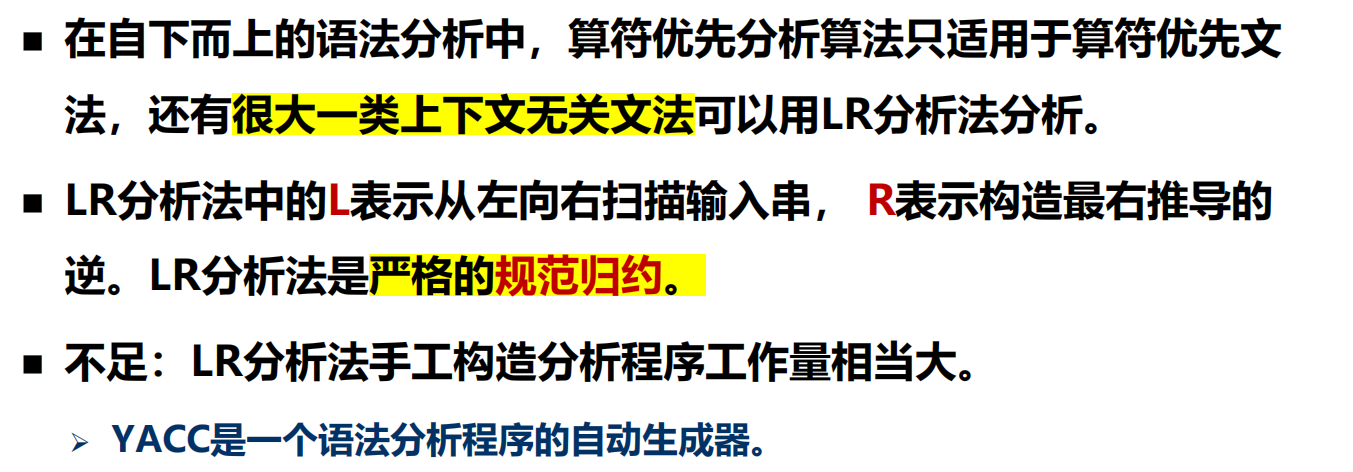 ■ 在自下而上的语法分析中，算符优先分析算法只适用于算符优先文
法，还有很大一类上下文无关文法可以用LR分析法分析。
■ LR分析法中的L表示从左向右扫描输入串， R表示构造最右推导的
逆。LR分析法是严格的规范归约。
■ 不足：LR分析法手工构造分析程序工作量相当大。
➢ YACC是一个语法分析程序的自动生成器。